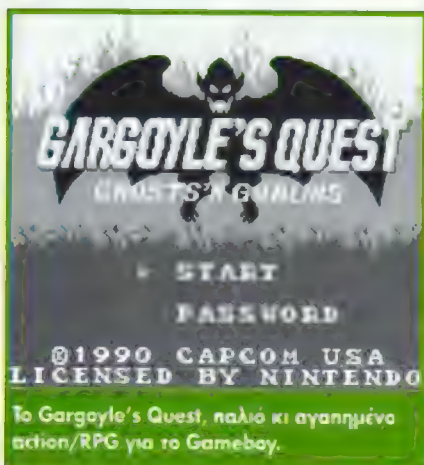 GARGOYLE'S QUEST
GHOSTS'N GOBLINS
START
PASSWORD
©1990 CAPCOM USA
LICENSED BY NINTENDO
Το Gargoyle's Quest, παλιό κι αγαπημένο
action/RPG για το Gameboy.